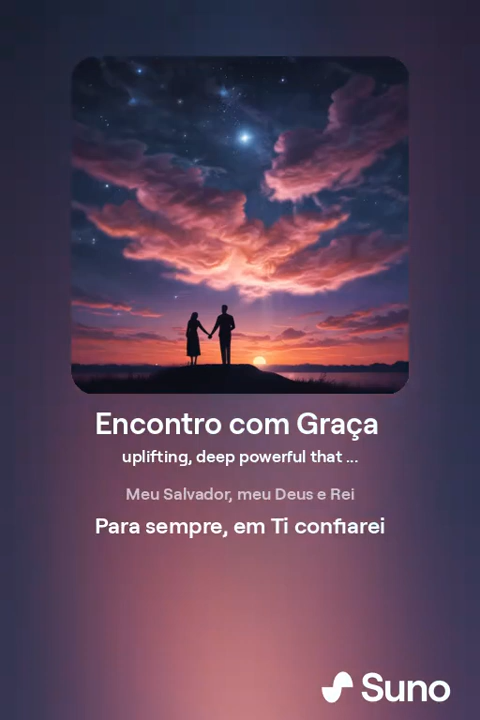 Encontro com Graça
uplifting, deep powerful that ...
Meu Salvador, meu Deus e Rei
Para sempre, em Ti confiarei
Suno